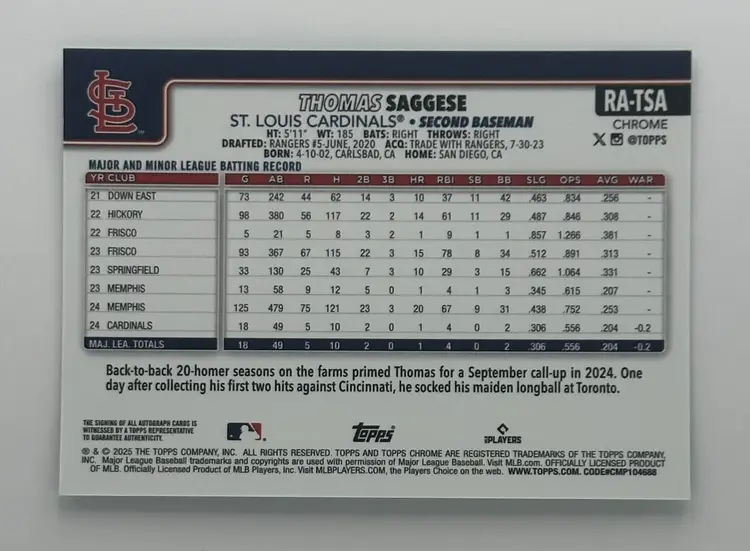 STL
THOMAS SAGGESE
RA-TSA
ST. LOUIS CARDINALS® • SECOND BASEMAN
CHROME
HT: 5'11" WT: 185 BATS: RIGHT THROWS: RIGHT
X @TOPPS
DRAFTED: RANGERS #5-JUNE, 2020 ACQ: TRADE WITH RANGERS, 7-30-23
BORN: 4-10-02, CARLSBAD, CA HOME: SAN DIEGO, CA
MAJOR AND MINOR LEAGUE BATTING RECORD
YR CLUB G AB R H 2B 3B HR RBI SB BB SLG OPS AVG WAR
21 DOWN EAST 73 242 44 62 14 3 10 37 11 42 .463 .834 .256 -
22 HICKORY 98 380 56 117 22 2 14 61 11 29 .487 .846 .308 -
22 FRISCO 5 21 5 8 3 2 1 9 1 1 .857 1.266 .381 -
23 FRISCO 93 367 67 115 22 3 15 78 8 34 .512 .891 .313 -
23 SPRINGFIELD 33 130 25 43 7 3 10 29 3 15 .662 1.064 .331 -
23 MEMPHIS 13 58 9 12 5 0 1 4 3 1 .345 .615 .207 -
24 MEMPHIS 125 479 75 121 23 3 20 67 9 31 .438 .752 .253 -
24 CARDINALS 18 49 5 10 2 0 1 4 0 2 .306 .556 .204 -0.2
MAJ. LEA. TOTALS 18 49 5 10 2 0 1 4 0 2 .306 .556 .204 -0.2
Back-to-back 20-homer seasons on the farms primed Thomas for a September call-up in 2024. One
day after collecting his first two hits against Cincinnati, he socked his maiden longball at Toronto.
THE SIGNING OF ALL AUTOGRAPH CARDS IS
WITNESSED BY A TOPPS REPRESENTATIVE
TO GUARANTEE AUTHENTICITY.
Topps
PLAYERS
® & © 2025 THE TOPPS COMPANY, INC. ALL RIGHTS RESERVED. TOPPS AND TOPPS CHROME ARE REGISTERED TRADEMARKS OF THE TOPPS COMPANY,
INC. Major League Baseball trademarks and copyrights are used with permission of Major League Baseball. Visit MLB.com. OFFICIALLY LICENSED PRODUCT
OF MLB. Officially Licensed Product of MLB Players, Inc. Visit MLBPLAYERS.COM, the Players Choice on the web. WWW.TOPPS.COM. CODE#CMP104688